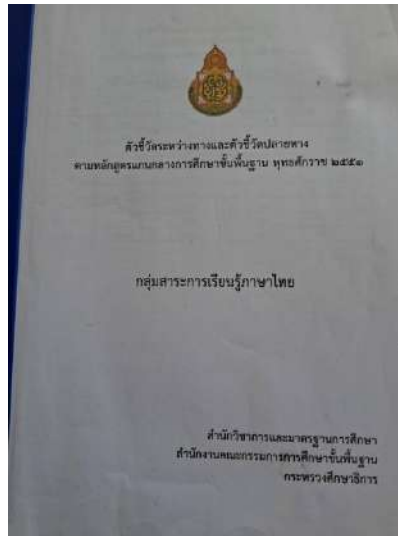 ตัวชี้วัดระหว่างทางและตัวชี้วัดปลายทาง
ตามหลักสูตรแกนกลางการศึกษาขั้นพื้นฐาน พุทธศักราช ๒๕๕๑
กลุ่มสาระการเรียนรู้ภาษาไทย
สำนักวิชาการและมาตรฐานการศึกษา
สำนักงานคณะกรรมการการศึกษาขั้นพื้นฐาน
กระทรวงศึกษาธิการ